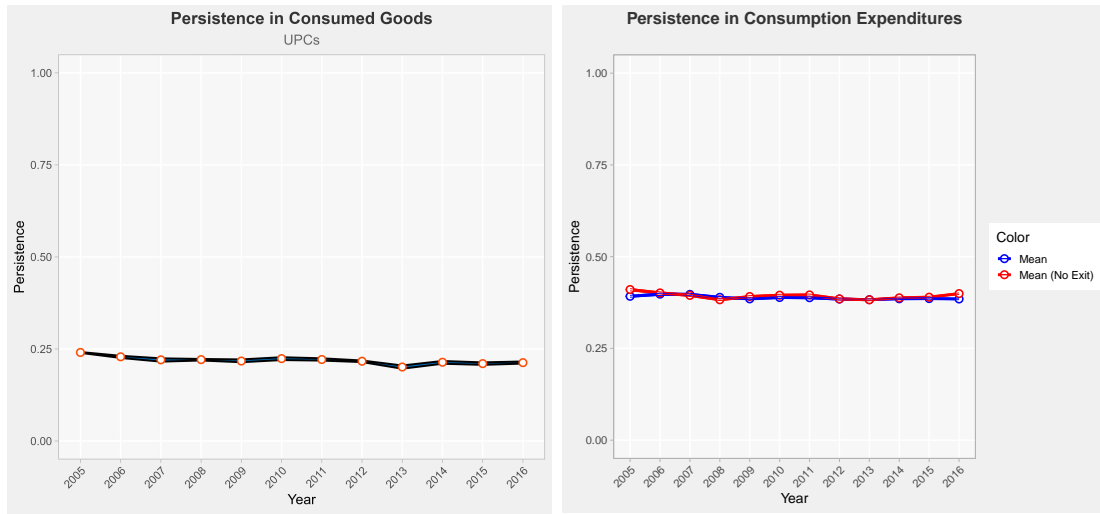 Persistence in Consumed Goods
UPCs
Persistence
1.00
0.75
0.50
0.25
0.00
2005 2006 2007 2008 2009 2010 2011 2012 2013 2014 2015 2016
Year
Persistence in Consumption Expenditures
Persistence
1.00
0.75
0.50
0.25
0.00
2005 2006 2007 2008 2009 2010 2011 2012 2013 2014 2015 2016
Year
Color
Mean
Mean (No Exit)